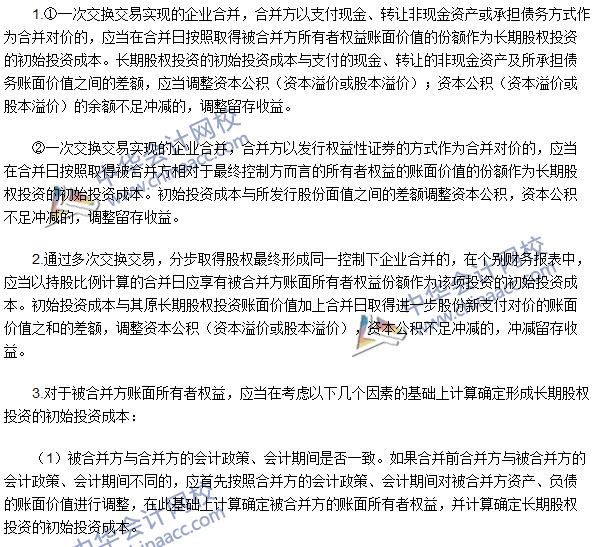 1.①一次交换交易实现的企业合并，合并方以支付现金、转让非现金资产或承担债务方式作
为合并对价的，应当在合并日按照取得被合并方所有者权益账面价值的份额作为长期股权投资
的初始投资成本。长期股权投资的初始投资成本与支付的现金、转让的非现金资产及所承担债
务账面价值之间的差额，应当调整资本公积（资本溢价或股本溢价）；资本公积（资本溢价或
股本溢价）的余额不足冲减的，调整留存收益。
②一次交换交易实现的企业合并，合并方以发行权益性证券的方式作为合并对价的，应当
在合并日按照取得被合并方相对于最终控制方而言的所有者权益的账面价值的份额作为长期股
权投资的初始投资成本。初始投资成本与所发行股份面值之间的差额调整资本公积，资本公积
不足冲减的，调整留存收益。
2.通过多次交换交易，分步取得股权最终形成同一控制下企业合并的，在个别财务报表中，
应当以持股比例计算的合并日应享有被合并方账面所有者权益份额作为该项投资的初始投资成
本。初始投资成本与其原长期股权投资账面价值加上合并日取得进一步股份新支付对价的账面
价值之和的差额，调整资本公积（资本溢价或股本溢价），资本公积不足冲减的，冲减留存收
益。
3.对于被合并方账面所有者权益，应当在考虑以下几个因素的基础上计算确定形成长期股权
投资的初始投资成本：
（1）被合并方与合并方的会计政策、会计期间是否一致。如果合并前合并方与被合并方的
会计政策、会计期间不同的，应首先按照合并方的会计政策、会计期间对被合并方资产、负债
的账面价值进行调整，在此基础上计算确定被合并方的账面所有者权益，并计算确定长期股权
投资的初始投资成本。
中华会计网校
www.chinaacc.com
中华会计网校
www.chinaacc.com
中华会计网校
chinaacc.com